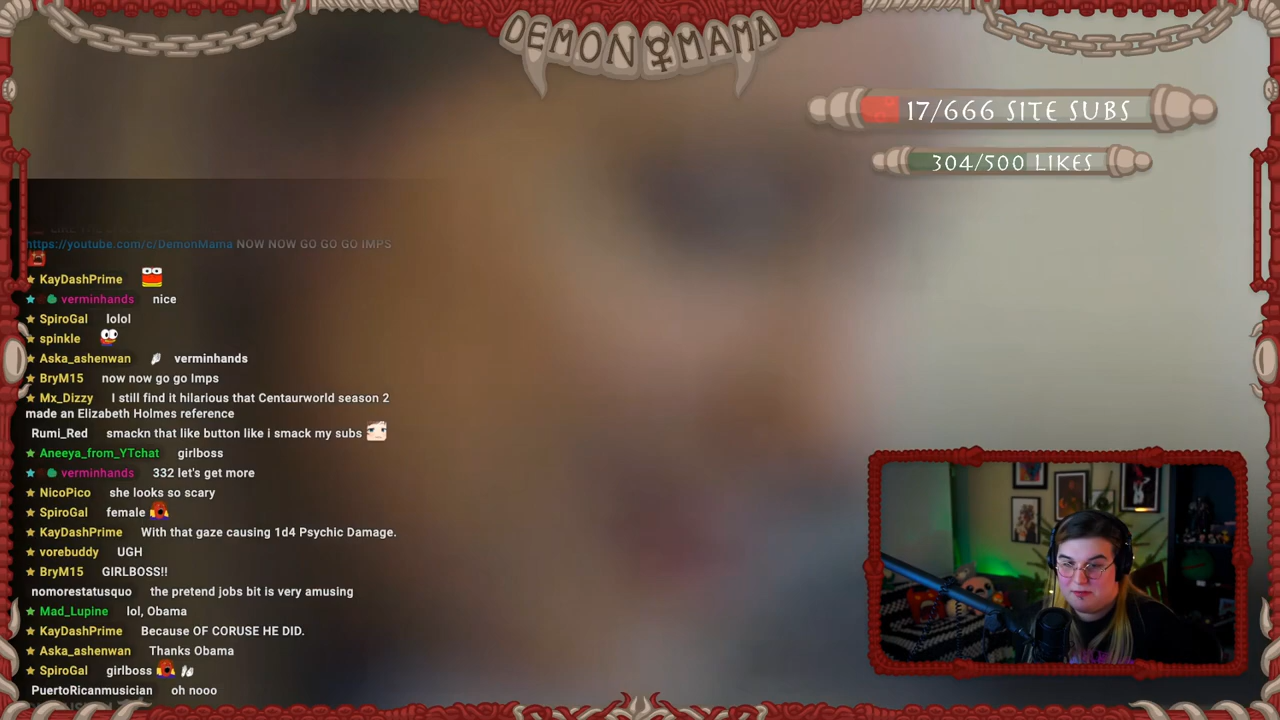 DEMON MAMA
17/666 SITE SUBS
304/500 LIKES
https://youtube.com/c/DemonMama NOW NOW GO GO GO IMPS
KayDashPrime
verminhands nice
SpiroGal lolol
spinkle
Aska_ashenwan verminhands
BryM15 now now go go Imps
Mx_Dizzy I still find it hilarious that Centaurworld season 2
made an Elizabeth Holmes reference
Rumi_Red smackn that like button like i smack my subs
Aneeya_from_YTchat girlboss
verminhands 332 let's get more
NicoPico she looks so scary
SpiroGal female
KayDashPrime With that gaze causing 1d4 Psychic Damage.
vorebuddy UGH
BryM15 GIRLBOSS!!
nomorestatusquo the pretend jobs bit is very amusing
Mad_Lupine lol, Obama
KayDashPrime Because OF CORUSE HE DID.
Aska_ashenwan Thanks Obama
SpiroGal girlboss
PuertoRicanmusician oh nooo